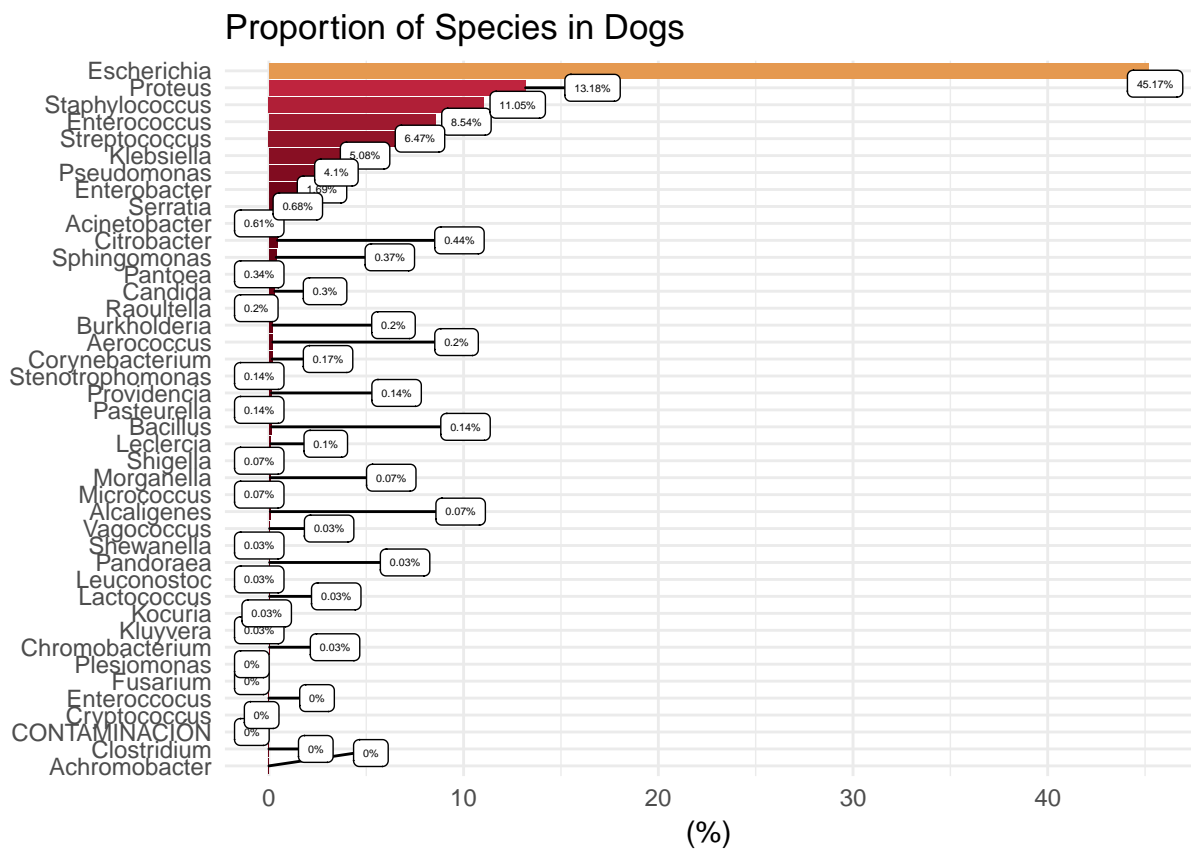 Proportion of Species in Dogs
Escherichia 45.17%
Proteus 13.18%
Staphylococcus 11.05%
Enterococcus 8.54%
Streptococcus 6.47%
Klebsiella 5.08%
Pseudomonas 4.1%
Enterobacter 1.69%
Serratia 0.68%
Acinetobacter 0.61%
Citrobacter 0.44%
Sphingomonas 0.37%
Pantoea 0.34%
Candida 0.3%
Raoultella 0.2%
Burkholderia 0.2%
Aerococcus 0.2%
Corynebacterium 0.17%
Stenotrophomonas 0.14%
Providencia 0.14%
Pasteurella 0.14%
Bacillus 0.14%
Leclercia 0.1%
Shigella 0.07%
Morganella 0.07%
Micrococcus 0.07%
Alcaligenes 0.07%
Vagococcus 0.03%
Shewanella 0.03%
Pandoraea 0.03%
Leuconostoc 0.03%
Lactococcus 0.03%
Kocuria 0.03%
Kluyvera 0.03%
Chromobacterium 0.03%
Plesiomonas 0%
Fusarium 0%
Enteroccocus 0%
Cryptococcus 0%
CONTAMINACIÓN 0%
Clostridium 0%
Achromobacter 0%
0 10 20 30 40
(%)